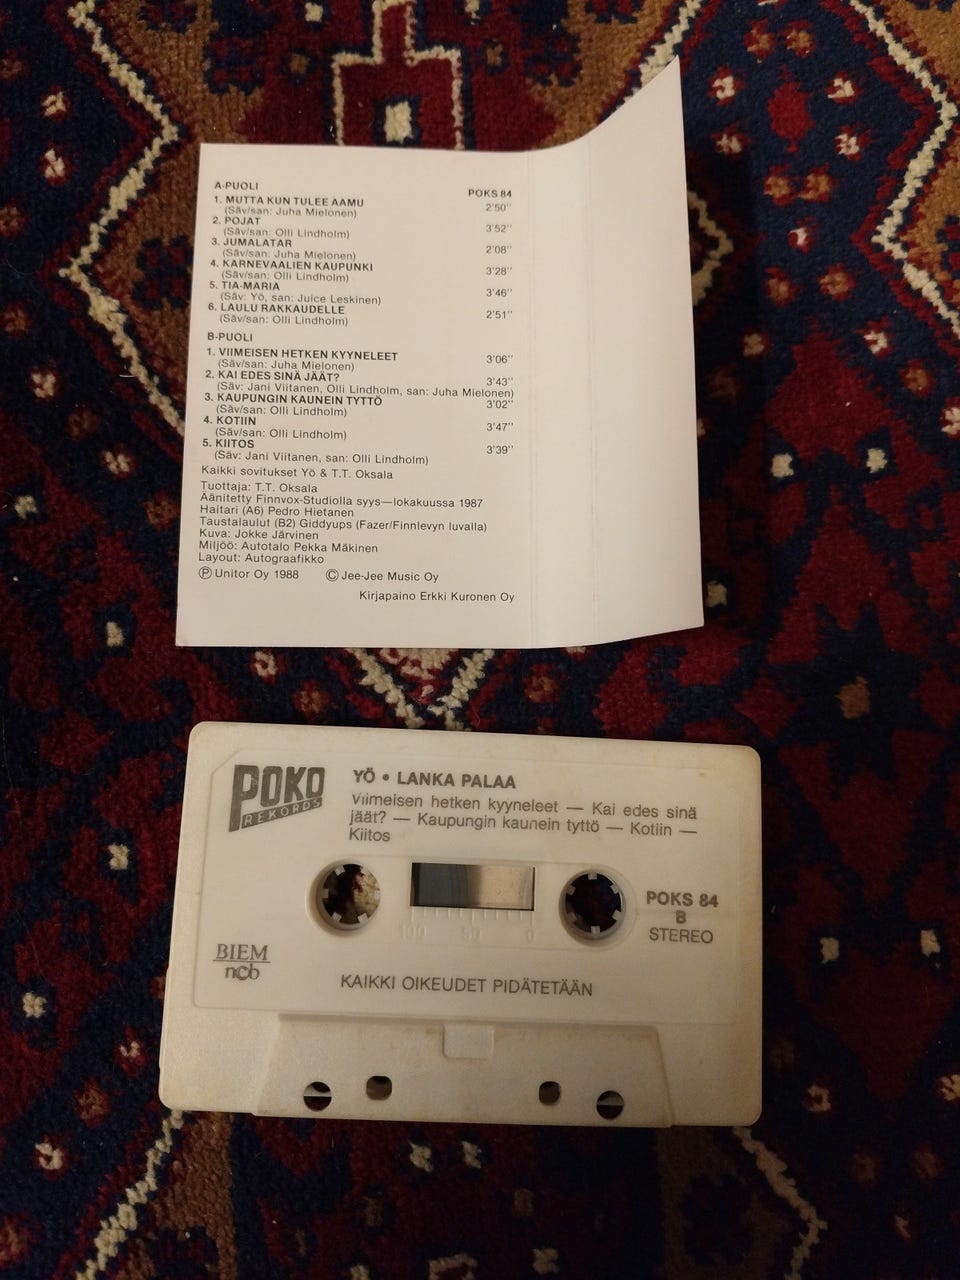 A-PUOLI
POKS 84
1. MUTTA KUN TULEE AAMU 2'50''
(Säv/san: Juha Mielonen)
2. POJAT 3'52''
(Säv/san: Olli Lindholm)
3. JUMALATAR 2'08''
(Säv/san: Juha Mielonen)
4. KARNEVAALIEN KAUPUNKI 3'28''
(Säv/san: Olli Lindholm)
5. TIA-MARIA 3'46''
(Säv: Yö, san: Juice Leskinen)
6. LAULU RAKKAUDELLE 2'51''
(Säv/san: Olli Lindholm)
B-PUOLI
1. VIIMEISEN HETKEN KYYNELEET 3'06''
(Säv/san: Juha Mielonen)
2. KAI EDES SINÄ JÄÄT? 3'43''
(Säv: Jani Viitanen, Olli Lindholm, san: Juha Mielonen)
3. KAUPUNGIN KAUNEIN TYTTÖ 3'02''
(Säv/san: Olli Lindholm)
4. KOTIIN 3'47''
(Säv/san: Olli Lindholm)
5. KIITOS 3'39''
(Säv: Jani Viitanen, san: Olli Lindholm)
Kaikki sovitukset Yö & T.T. Oksala
Tuottaja: T.T. Oksala
Äänitetty Finnvox-Studiolla syys—lokakuussa 1987
Haitari (A6) Pedro Hietanen
Taustalaulut (B2) Giddyups (Fazer/Finnlevyn luvalla)
Kuva: Jokke Järvinen
Miljöö: Autotalo Pekka Mäkinen
Layout: Autograafikko
Ⓟ Unitor Oy 1988 © Jee-Jee Music Oy
Kirjapaino Erkki Kuronen Oy
POKO
REKORDS
YÖ • LANKA PALAA
Viimeisen hetken kyyneleet — Kai edes sinä
jäät? — Kaupungin kaunein tyttö — Kotiin —
Kiitos
100 50 0
POKS 84
B
STEREO
BIEM
ncb
KAIKKI OIKEUDET PIDÄTETÄÄN